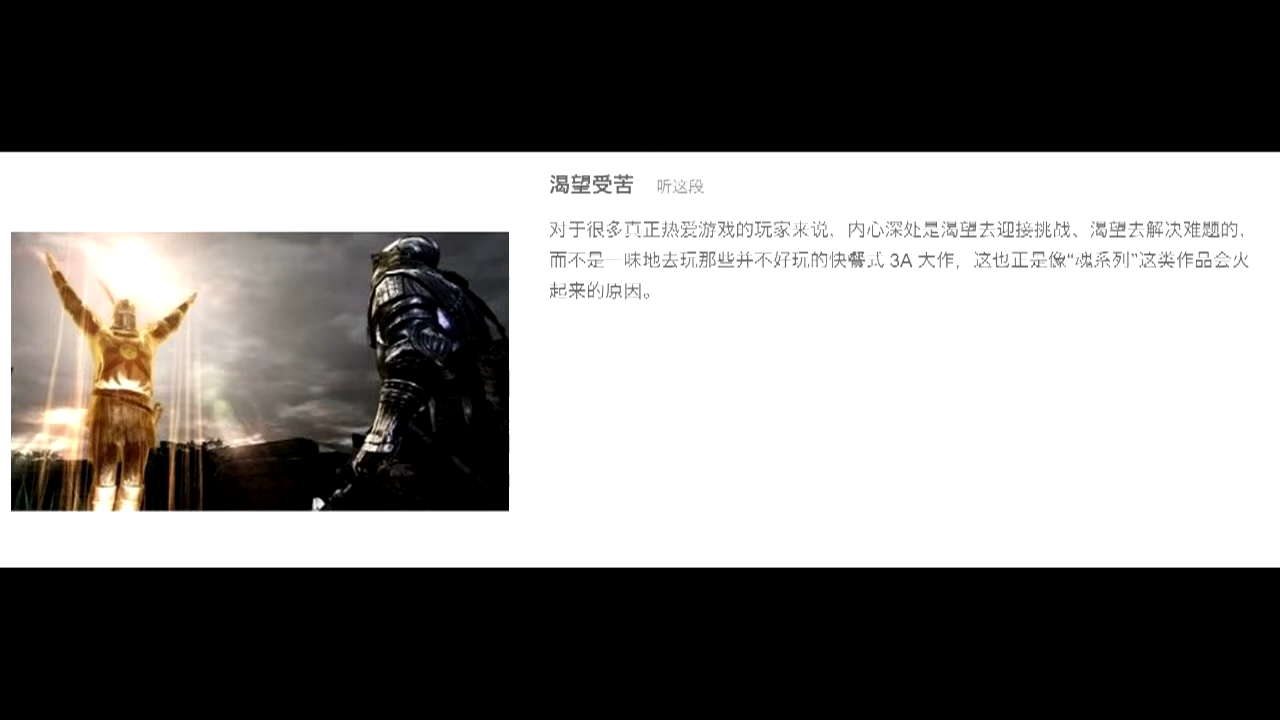 渴望受苦 听这段
对于很多真正热爱游戏的玩家来说，内心深处是渴望去迎接挑战、渴望去解决难题的，
而不是一味地去玩那些并不好玩的快餐式 3A 大作，这也正是像“魂系列”这类作品会火
起来的原因。